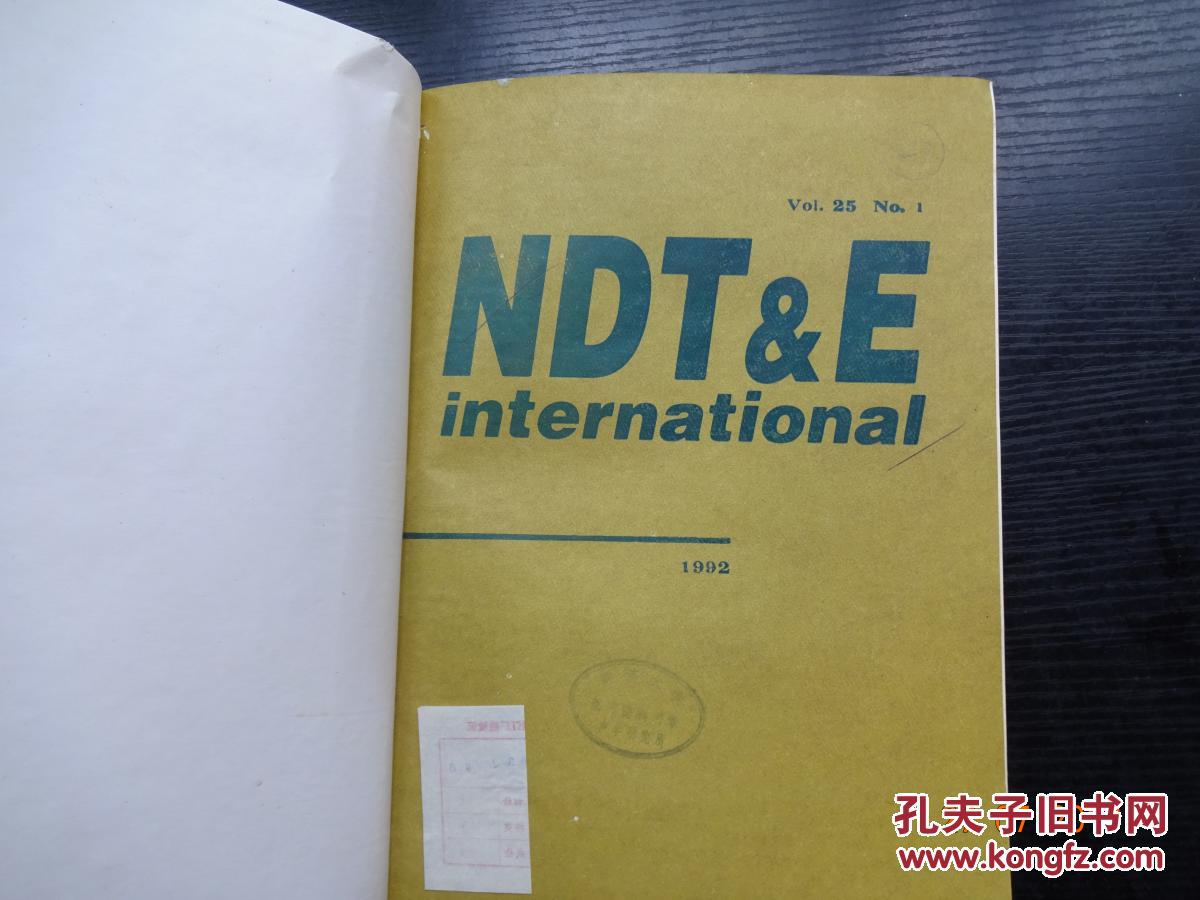 Vol. 25 No. 1
NDT&E
international
1992
孔夫子旧书网
www.kongfz.com